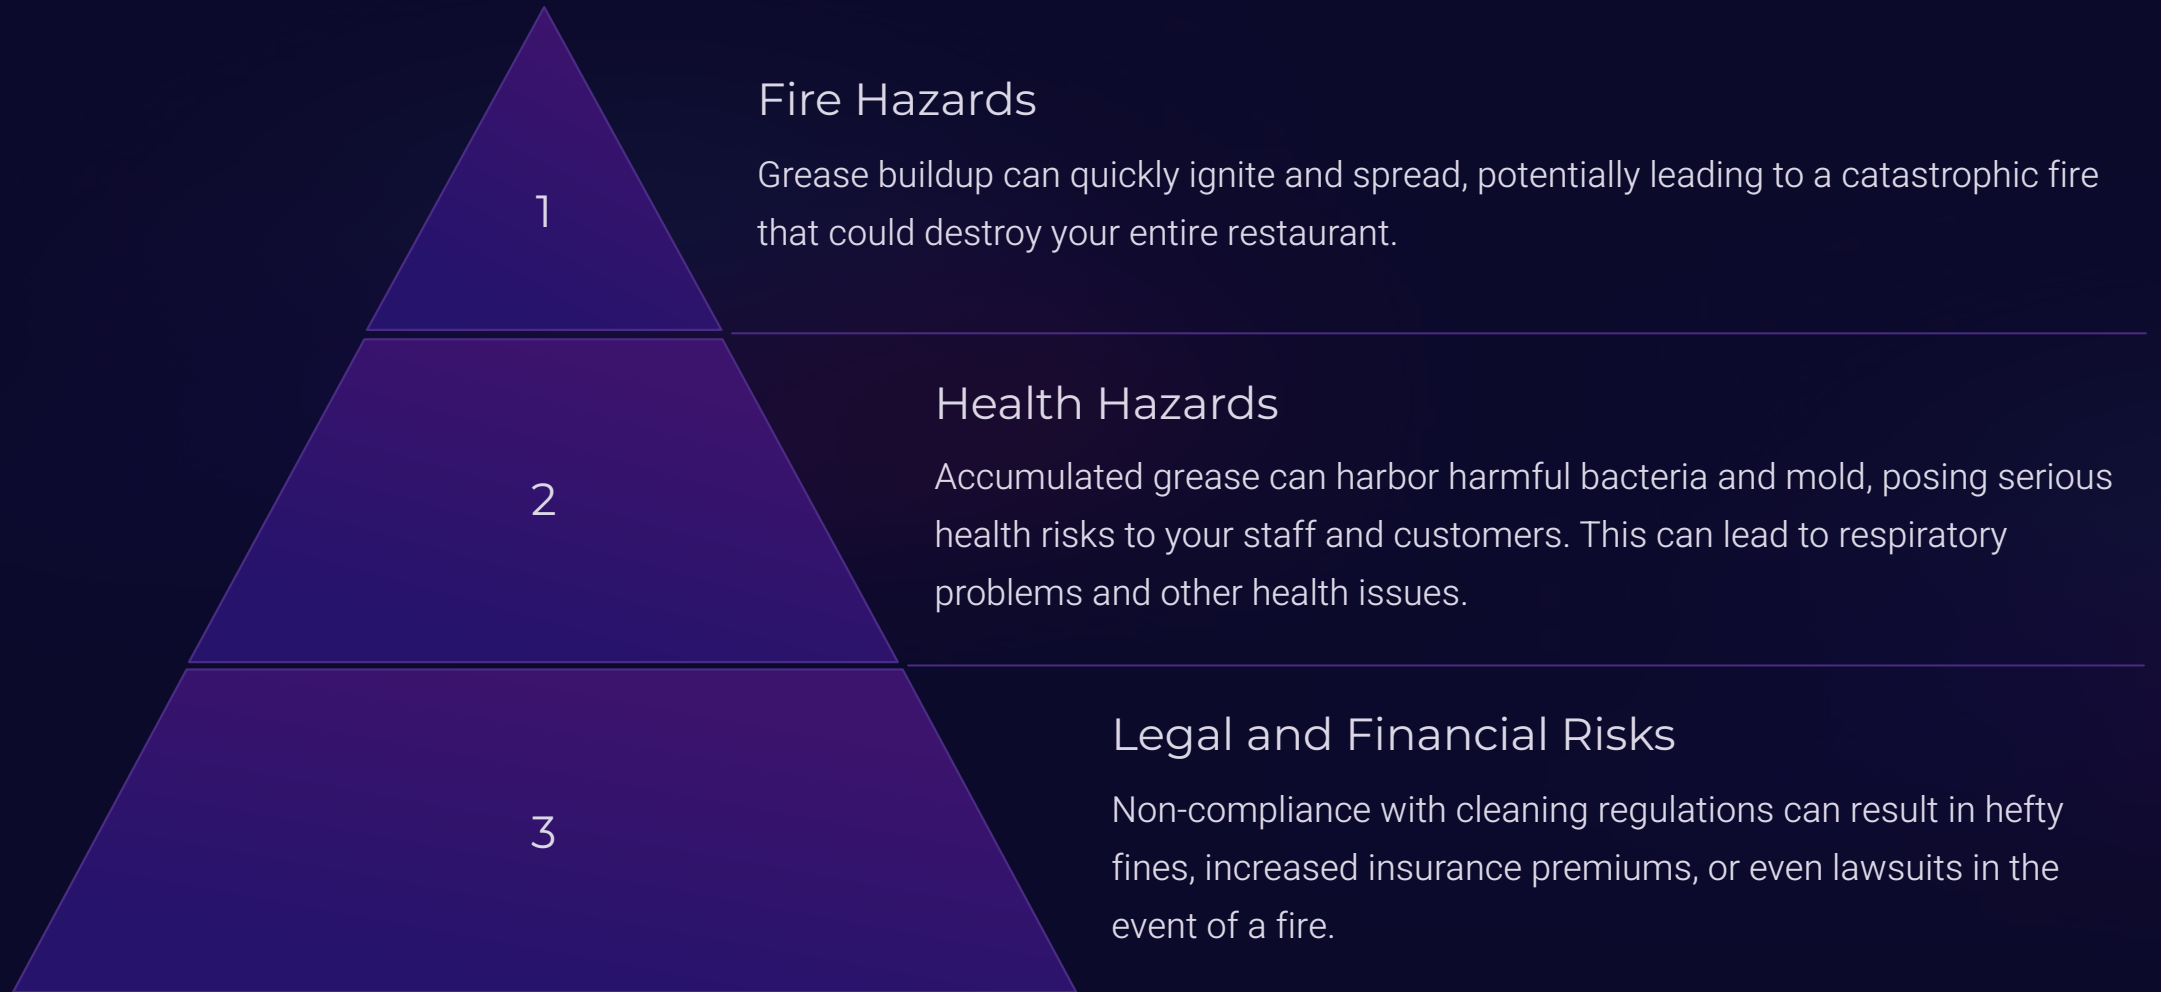 1
Fire Hazards
Grease buildup can quickly ignite and spread, potentially leading to a catastrophic fire
that could destroy your entire restaurant.
2
Health Hazards
Accumulated grease can harbor harmful bacteria and mold, posing serious
health risks to your staff and customers. This can lead to respiratory
problems and other health issues.
3
Legal and Financial Risks
Non-compliance with cleaning regulations can result in hefty
fines, increased insurance premiums, or even lawsuits in the
event of a fire.